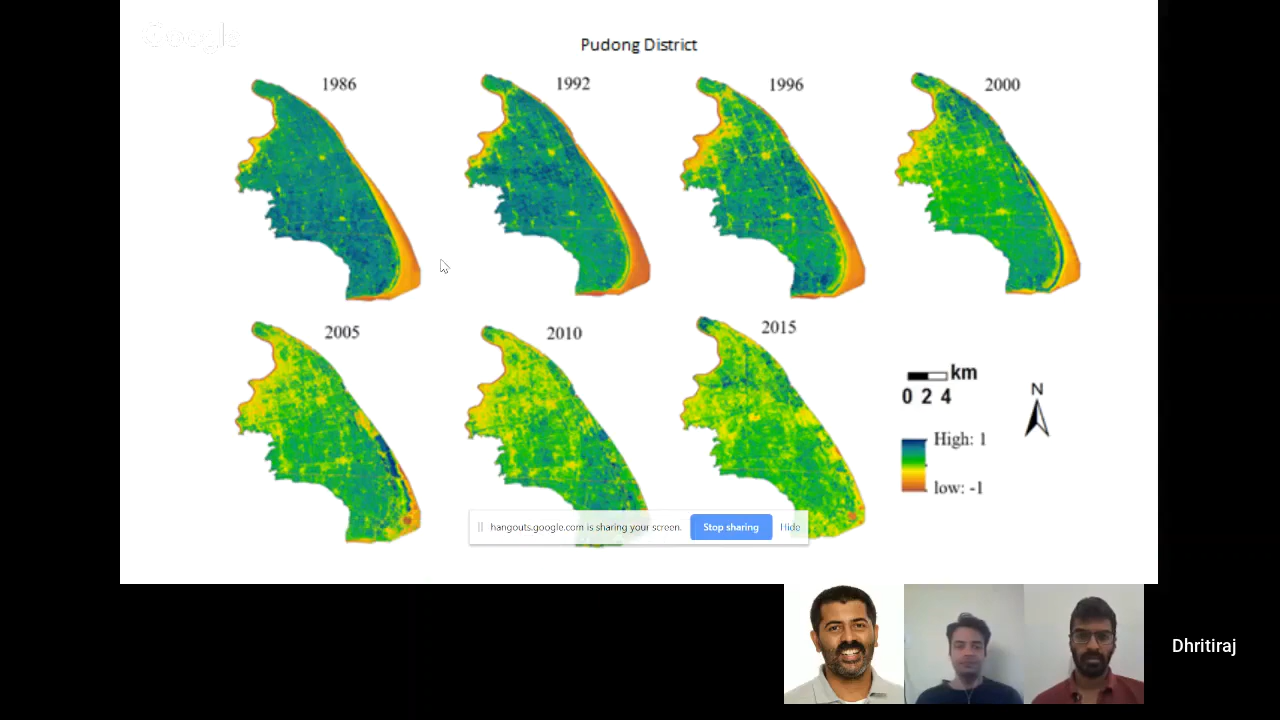 Google
Pudong District
1986
1992
1996
2000
2005
2010
2015
km
0 2 4
N
High: 1
low: -1
hangouts.google.com is sharing your screen.
Stop sharing
Hide
Dhritiraj